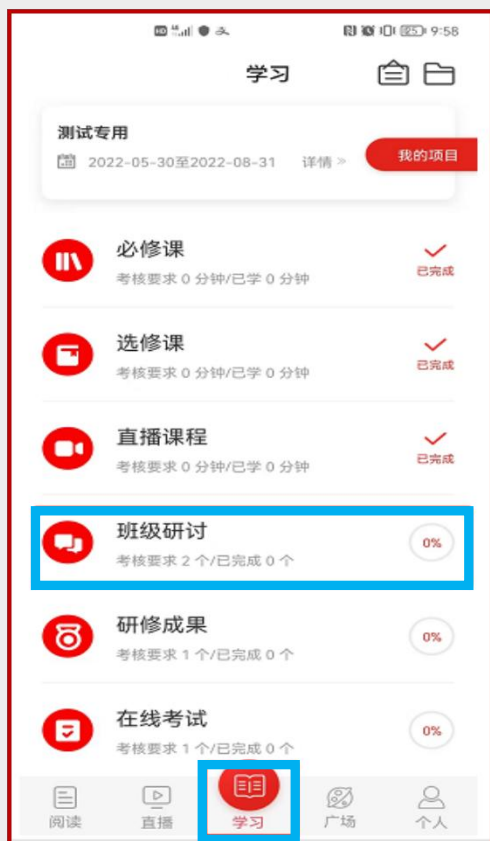 HD 4G 9:58
学习
测试专用
2022-05-30至2022-08-31 详情 »
我的项目
必修课
考核要求 0 分钟/已学 0 分钟
已完成
选修课
考核要求 0 分钟/已学 0 分钟
已完成
直播课程
考核要求 0 分钟/已学 0 分钟
已完成
班级研讨
考核要求 2 个/已完成 0 个
0%
研修成果
考核要求 1 个/已完成 0 个
0%
在线考试
考核要求 1 个/已完成 0 个
0%
阅读 直播 学习 广场 个人